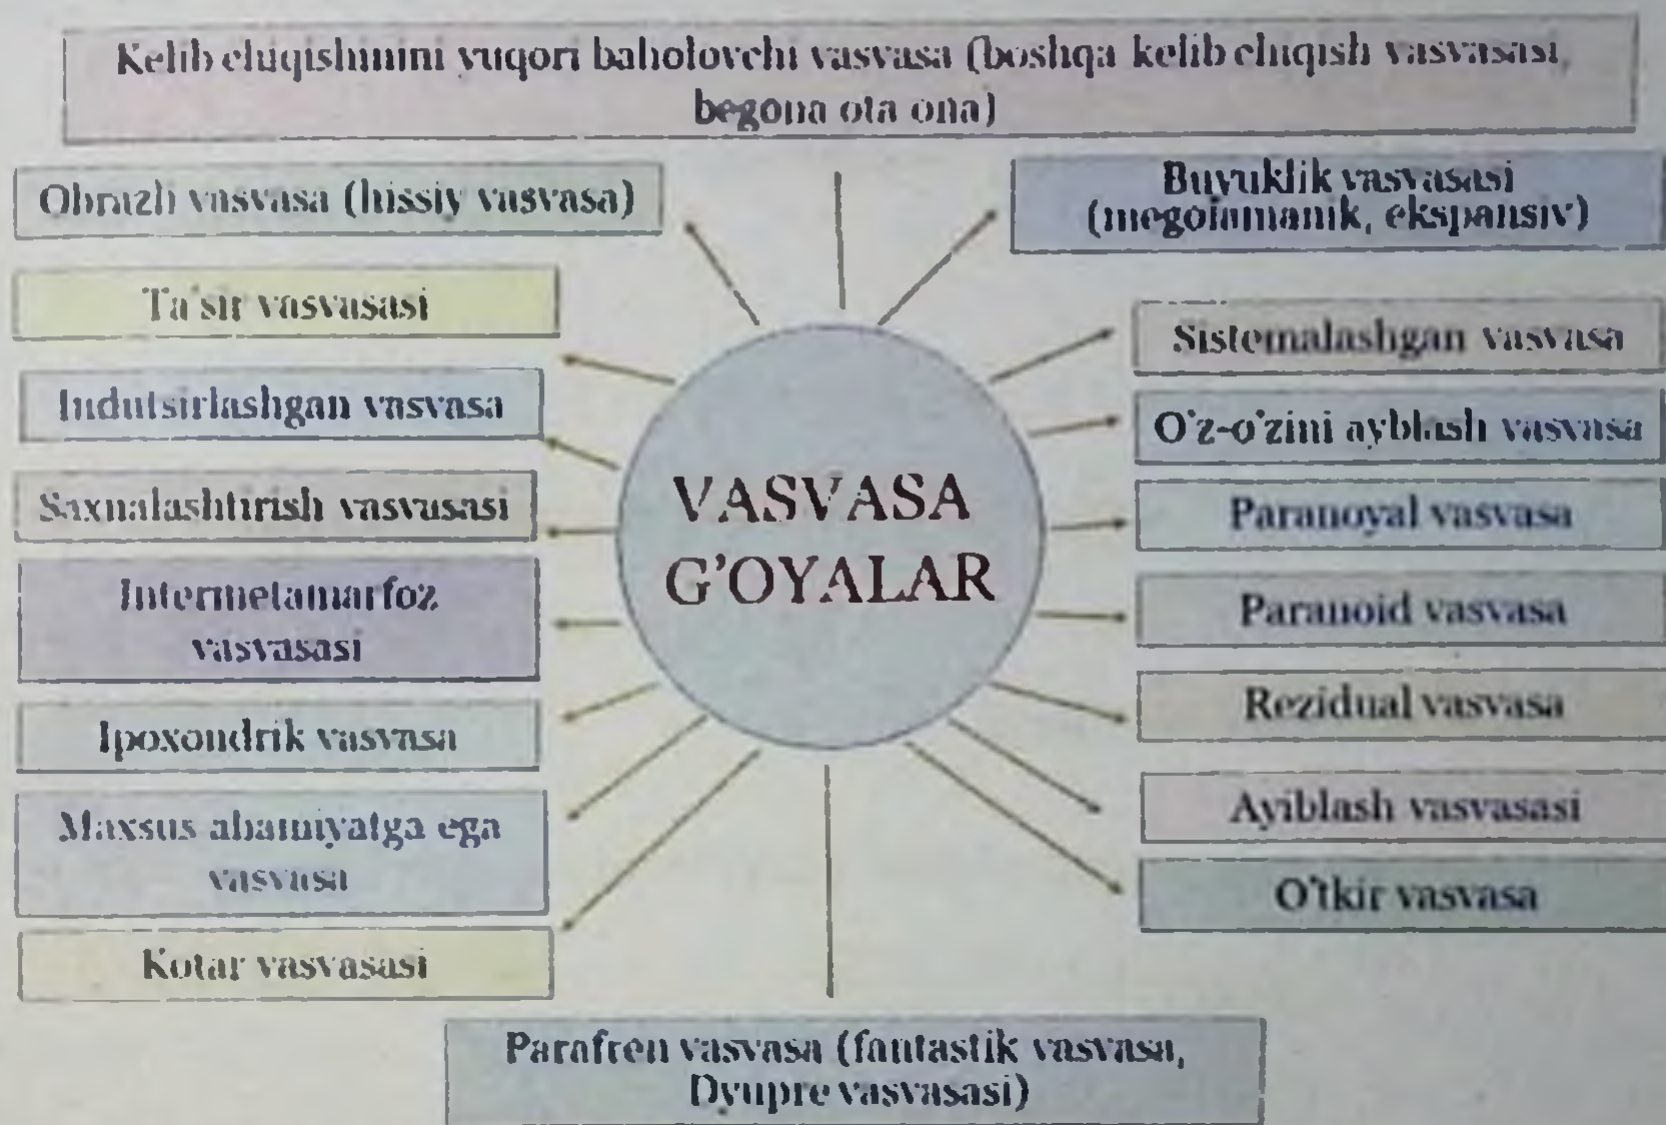 Kelib chiqishinini yuqori baholovchi vasvasa (boshqa kelib chiqish vasvasasi,
begona ota ona)
Obrazli vasvasa (hissiy vasvasa)
Buyuklik vasvasasi
(megolamanik, ekspansiv)
Ta'sir vasvasasi
Sistemalashgan vasvasa
Indutsirlashgan vasvasa
O'z-o'zini ayblash vasvasa
Saxnalashtirish vasvasasi
Paranoyal vasvasa
VASVASA
G'OYALAR
Intermetamarfoz
vasvasasi
Paranoid vasvasa
Ipoxondrik vasvasa
Rezidual vasvasa
Maxsus ahamiyatga ega
vasvasa
Ayiblash vasvasasi
Kotar vasvasasi
O'tkir vasvasa
Parafren vasvasa (fantastik vasvasa,
Dyupre vasvasasi)